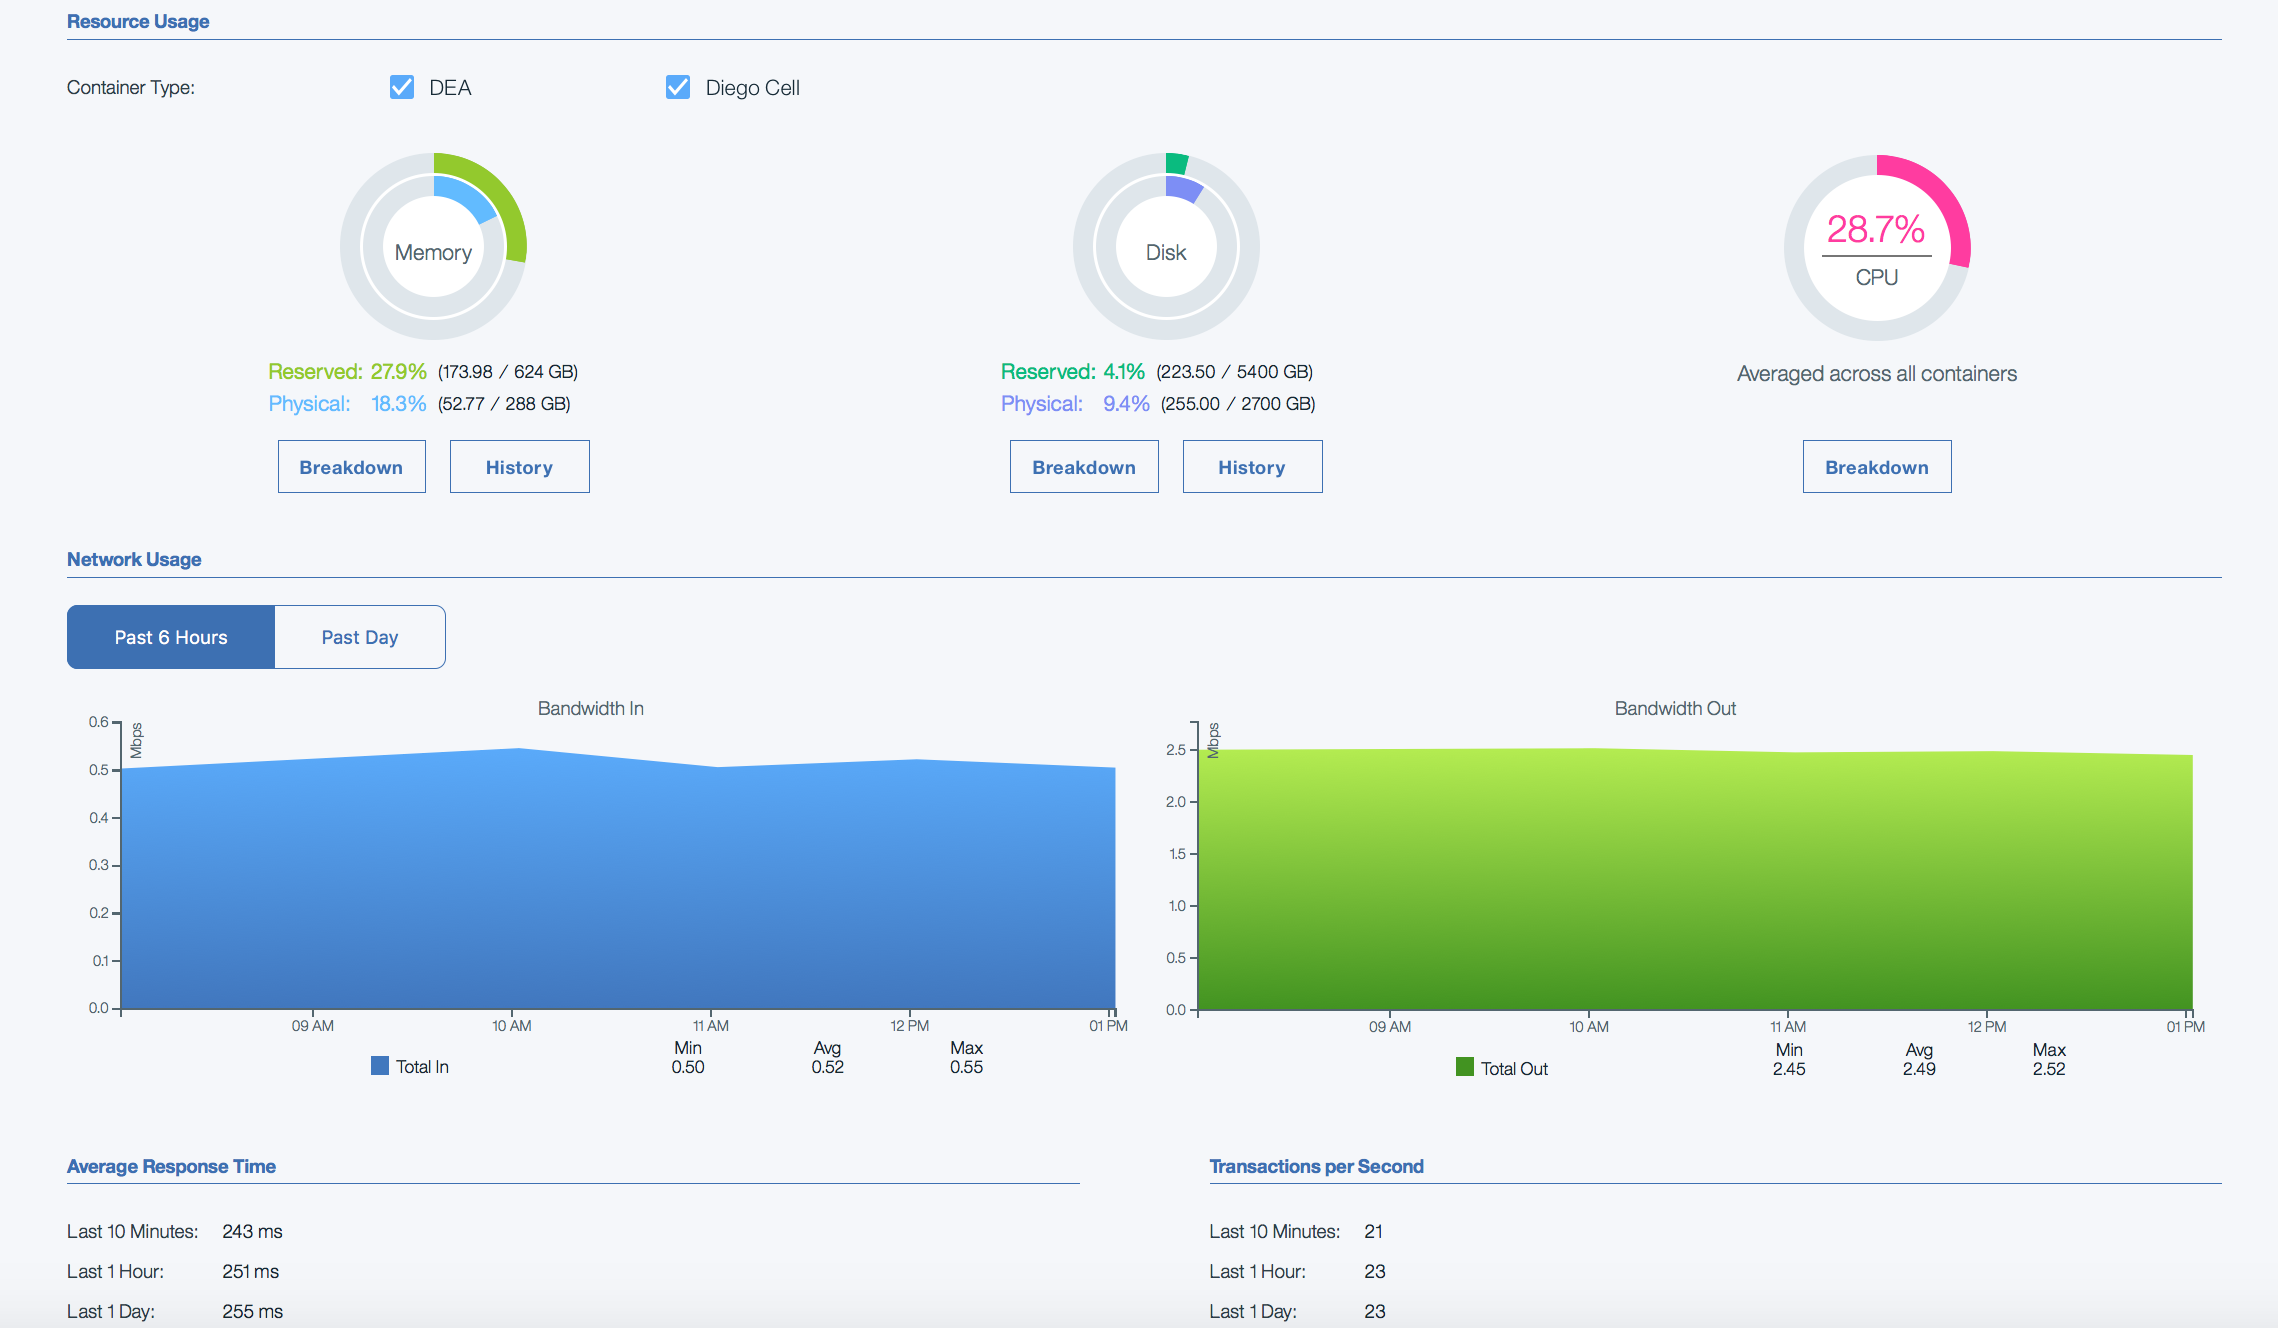 Resource Usage
Container Type: DEA Diego Cell
Memory
Disk
28.7%
CPU
Reserved: 27.9% (173.98 / 624 GB)
Physical: 18.3% (52.77 / 288 GB)
Reserved: 4.1% (223.50 / 5400 GB)
Physical: 9.4% (255.00 / 2700 GB)
Averaged across all containers
Breakdown History
Breakdown History
Breakdown
Network Usage
Past 6 Hours Past Day
Bandwidth In
Mbps
0.6
0.5
0.4
0.3
0.2
0.1
0.0
09 AM 10 AM 11 AM 12 PM 01 PM
Min Avg Max
Total In 0.50 0.52 0.55
Bandwidth Out
Mbps
2.5
2.0
1.5
1.0
0.5
0.0
09 AM 10 AM 11 AM 12 PM 01 PM
Min Avg Max
Total Out 2.45 2.49 2.52
Average Response Time
Last 10 Minutes: 243 ms
Last 1 Hour: 251 ms
Last 1 Day: 255 ms
Transactions per Second
Last 10 Minutes: 21
Last 1 Hour: 23
Last 1 Day: 23